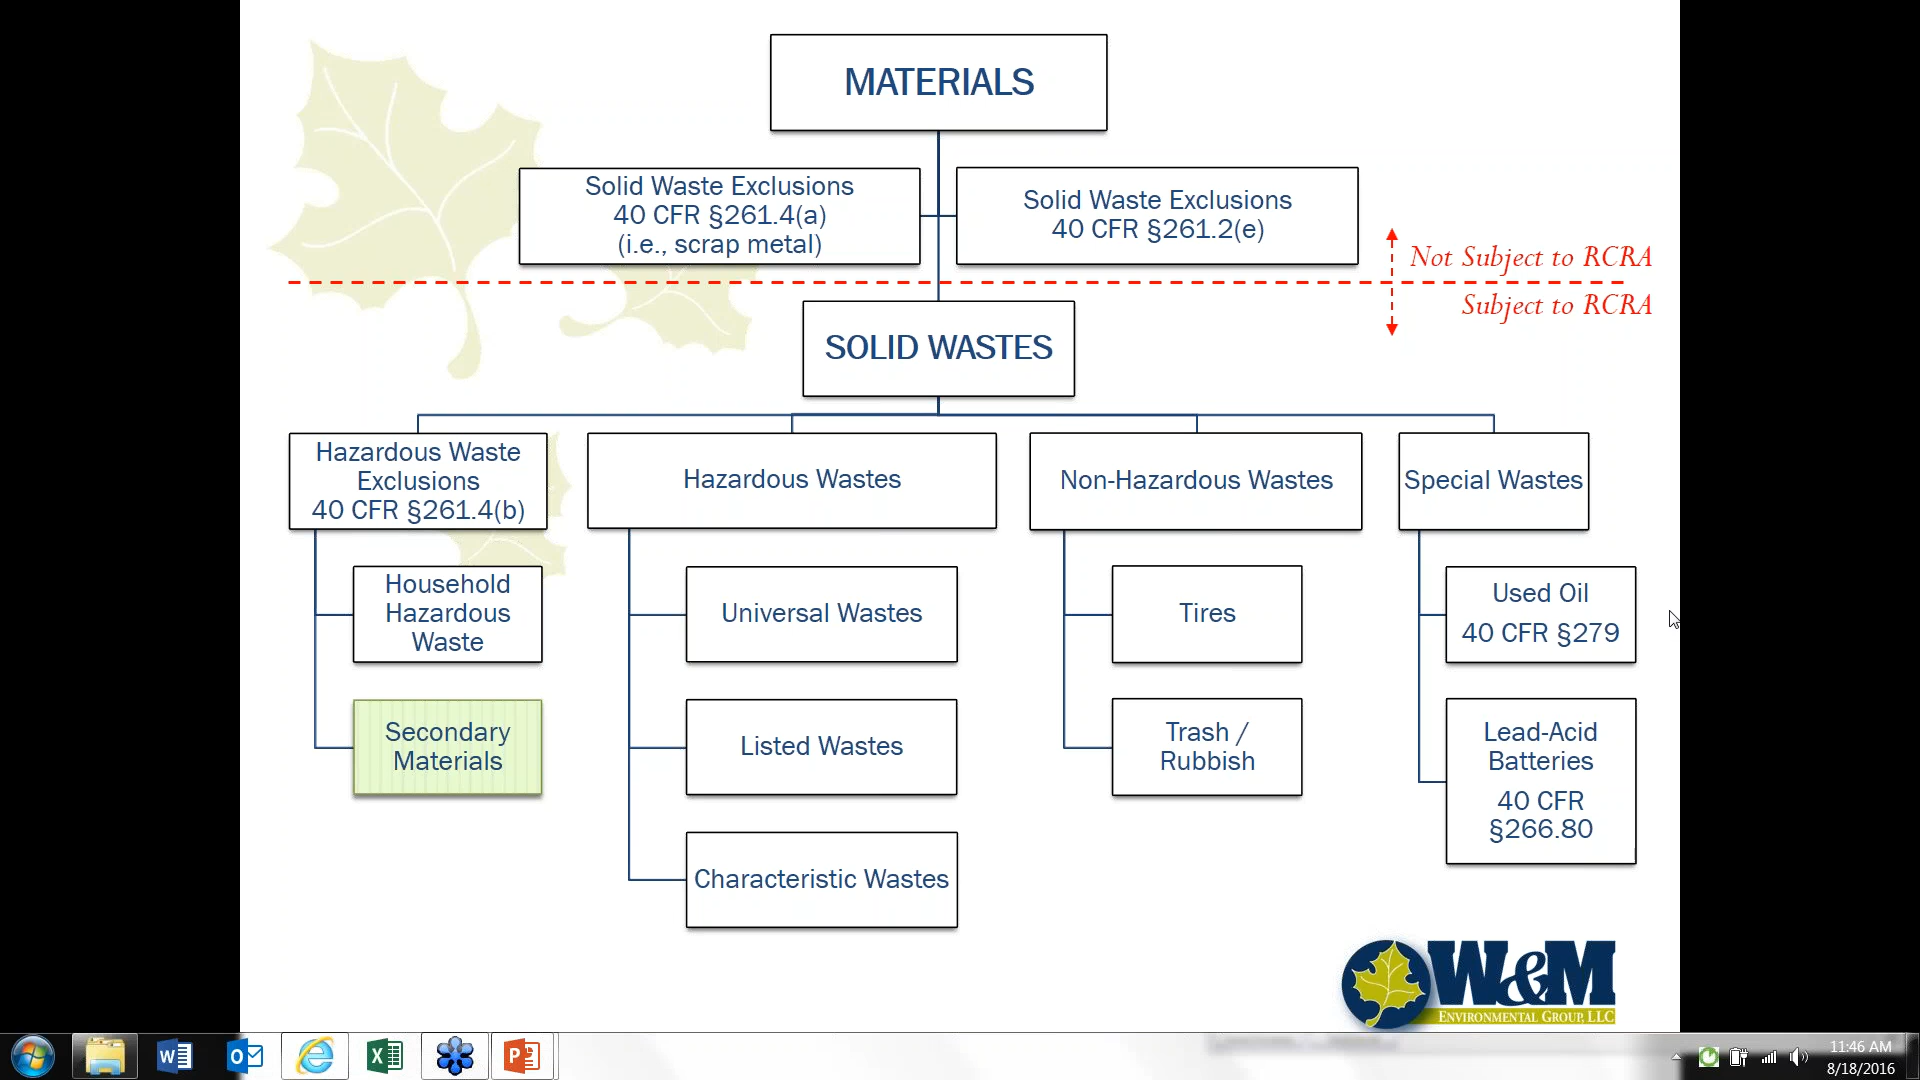 MATERIALS
Solid Waste Exclusions
40 CFR §261.4(a)
(i.e., scrap metal)
Solid Waste Exclusions
40 CFR §261.2(e)
Not Subject to RCRA
Subject to RCRA
SOLID WASTES
Hazardous Waste
Exclusions
40 CFR §261.4(b)
Hazardous Wastes
Non-Hazardous Wastes
Special Wastes
Household
Hazardous
Waste
Universal Wastes
Tires
Used Oil
40 CFR §279
Secondary
Materials
Listed Wastes
Trash /
Rubbish
Lead-Acid
Batteries
40 CFR
§266.80
Characteristic Wastes
W&M
ENVIRONMENTAL GROUP, LLC
11:46 AM
8/18/2016